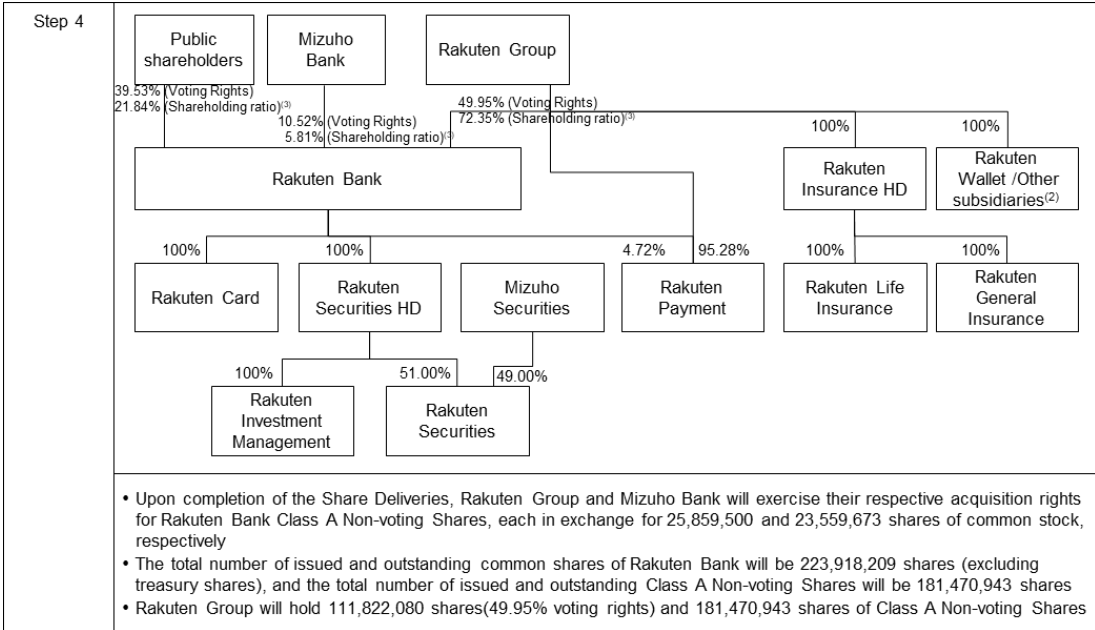 Step 4
Public
shareholders
Mizuho
Bank
Rakuten Group
39.53% (Voting Rights)
21.84% (Shareholding ratio)(3)
10.52% (Voting Rights)
5.81% (Shareholding ratio)(3)
49.95% (Voting Rights)
72.35% (Shareholding ratio)(3)
100%
100%
Rakuten Bank
Rakuten
Insurance HD
Rakuten
Wallet /Other
subsidiaries(2)
100%
100%
4.72%
95.28%
100%
100%
Rakuten Card
Rakuten
Securities HD
Mizuho
Securities
Rakuten
Payment
Rakuten Life
Insurance
Rakuten
General
Insurance
100%
51.00%
49.00%
Rakuten
Investment
Management
Rakuten
Securities
• Upon completion of the Share Deliveries, Rakuten Group and Mizuho Bank will exercise their respective acquisition rights
for Rakuten Bank Class A Non-voting Shares, each in exchange for 25,859,500 and 23,559,673 shares of common stock,
respectively
• The total number of issued and outstanding common shares of Rakuten Bank will be 223,918,209 shares (excluding
treasury shares), and the total number of issued and outstanding Class A Non-voting Shares will be 181,470,943 shares
• Rakuten Group will hold 111,822,080 shares(49.95% voting rights) and 181,470,943 shares of Class A Non-voting Shares